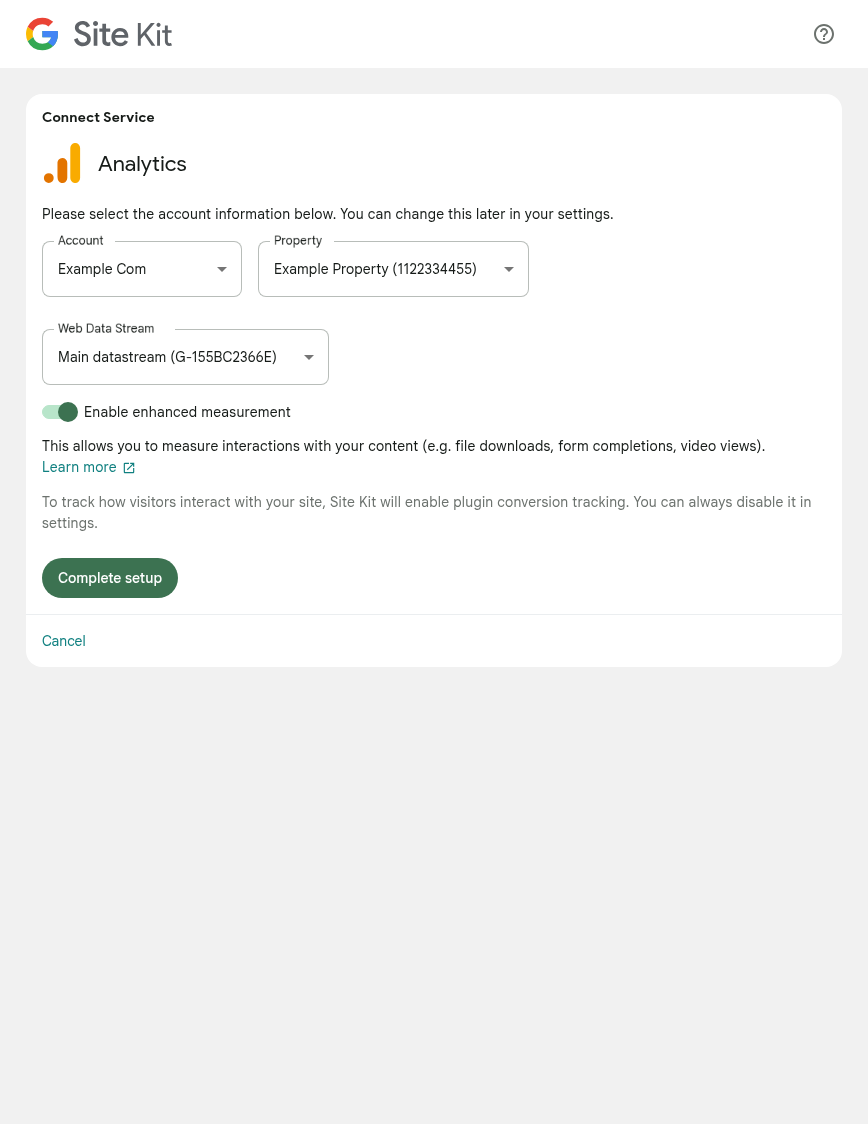 Site Kit
Connect Service
Analytics
Please select the account information below. You can change this later in your settings.
Account
Example Com
Property
Example Property (1122334455)
Web Data Stream
Main datastream (G-155BC2366E)
Enable enhanced measurement
This allows you to measure interactions with your content (e.g. file downloads, form completions, video views).
Learn more
To track how visitors interact with your site, Site Kit will enable plugin conversion tracking. You can always disable it in
settings.
Complete setup
Cancel